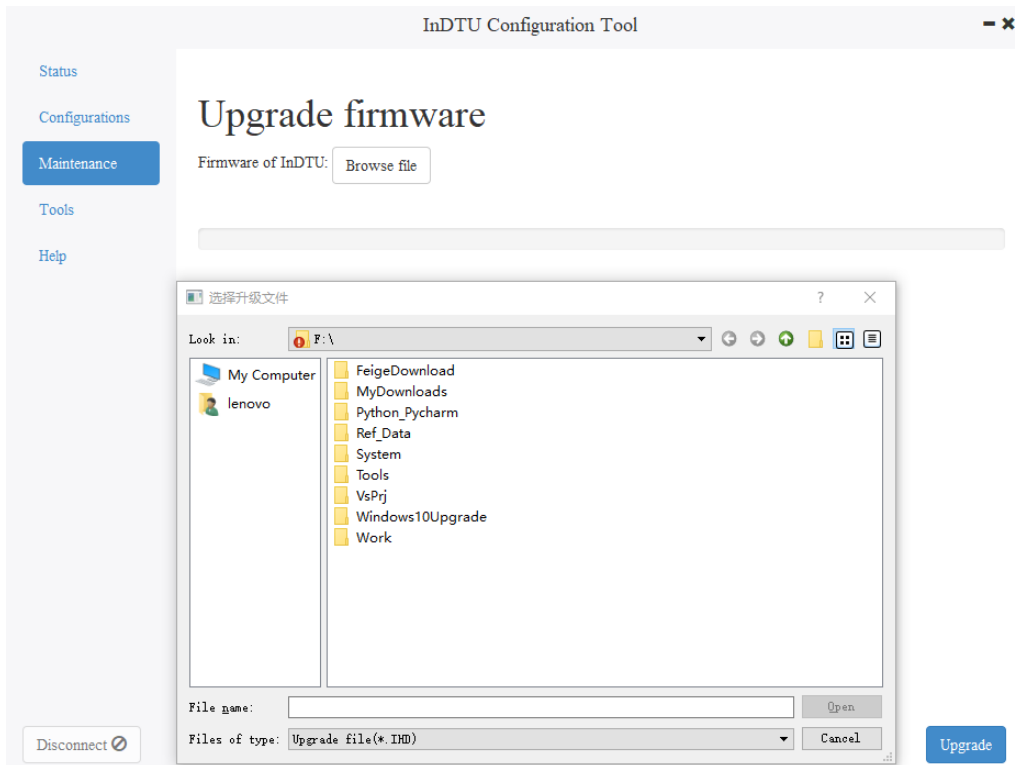 InDTU Configuration Tool
Status
Configurations
Maintenance
Tools
Help
Upgrade firmware
Firmware of InDTU: Browse file
选择升级文件
Look in: F:\
My Computer
lenovo
FeigeDownload
MyDownloads
Python_Pycharm
Ref_Data
System
Tools
VsPrj
Windows10Upgrade
Work
File name: Open
Files of type: Upgrade file(*.IHD) Cancel
Disconnect
Upgrade